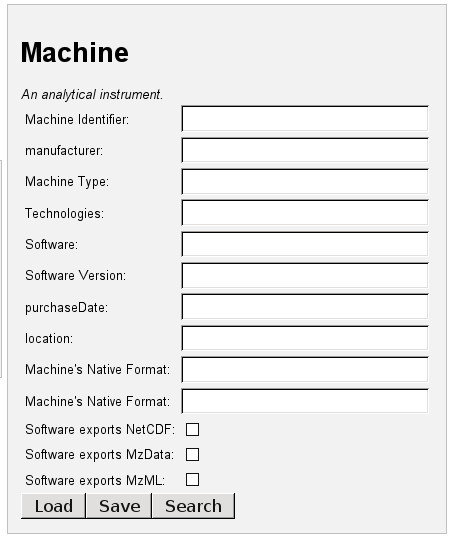 Machine
An analytical instrument.
Machine Identifier:
manufacturer:
Machine Type:
Technologies:
Software:
Software Version:
purchaseDate:
location:
Machine's Native Format:
Machine's Native Format:
Software exports NetCDF:
Software exports MzData:
Software exports MzML:
Load Save Search